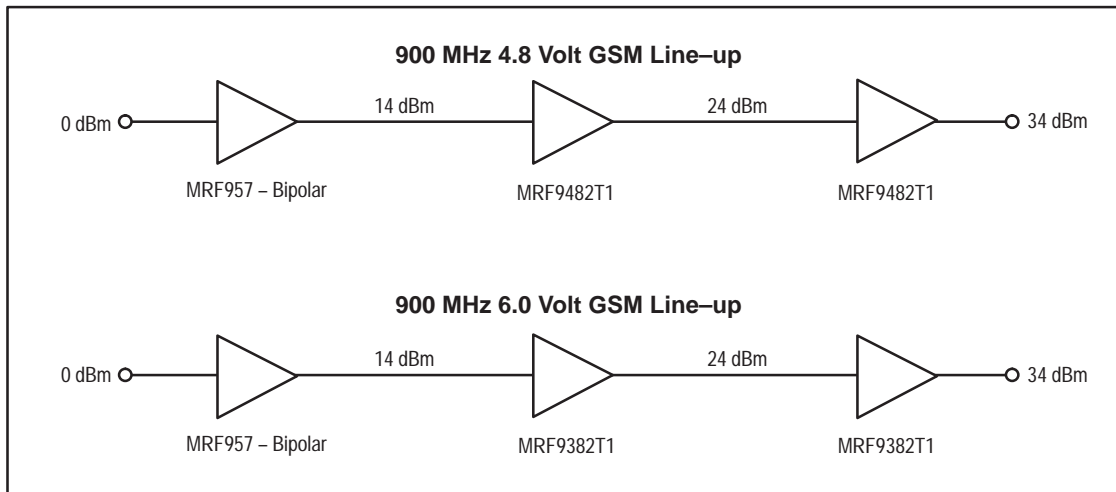 900 MHz 4.8 Volt GSM Line–up
0 dBm 14 dBm 24 dBm 34 dBm
MRF957 – Bipolar MRF9482T1 MRF9482T1
900 MHz 6.0 Volt GSM Line–up
0 dBm 14 dBm 24 dBm 34 dBm
MRF957 – Bipolar MRF9382T1 MRF9382T1